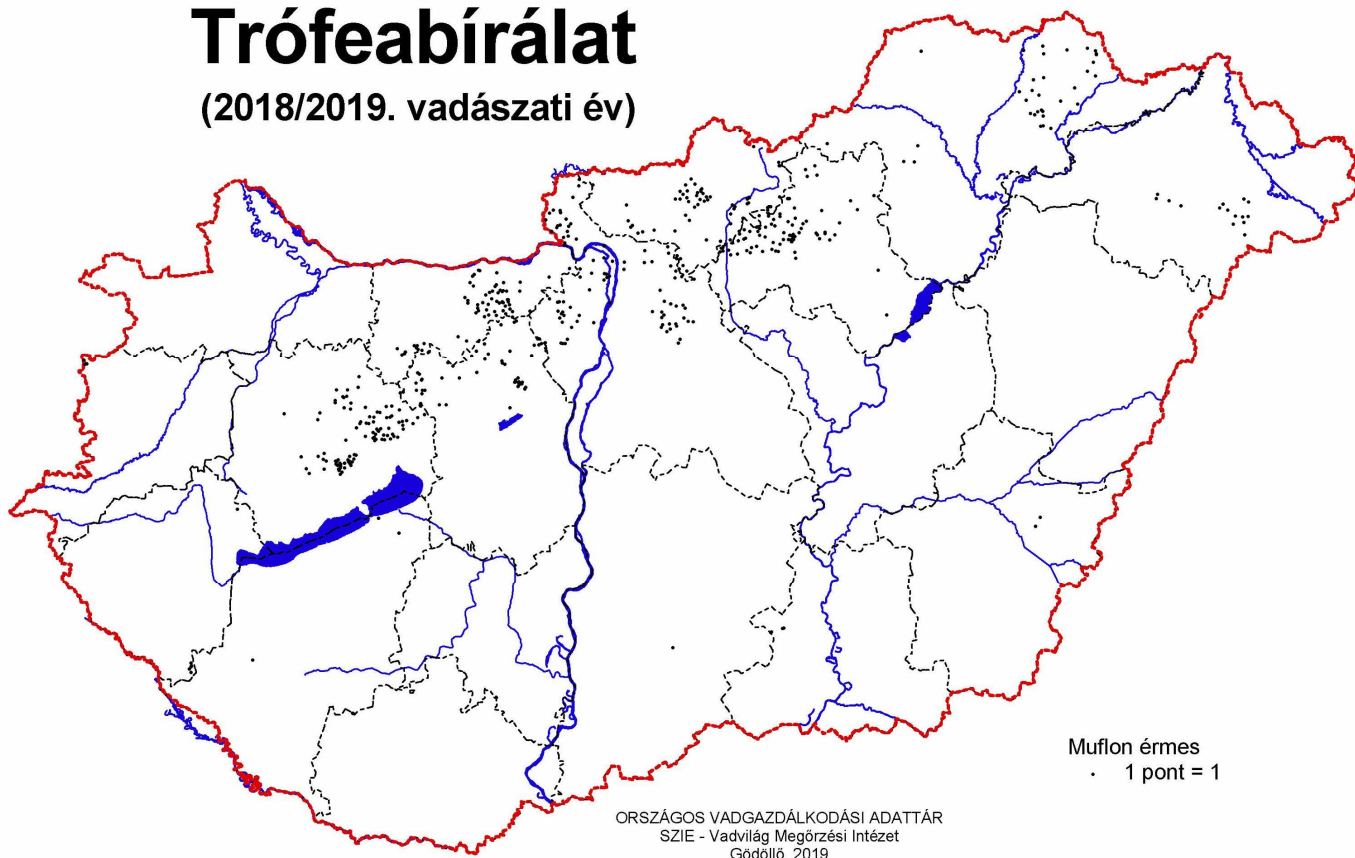 Trófeabírálat
(2018/2019. vadászati év)
Muflon érmes
1 pont = 1
ORSZÁGOS VADGAZDÁLKODÁSI ADATTÁR
SZIE - Vadvilág Megőrzési Intézet
Gödöllő, 2019